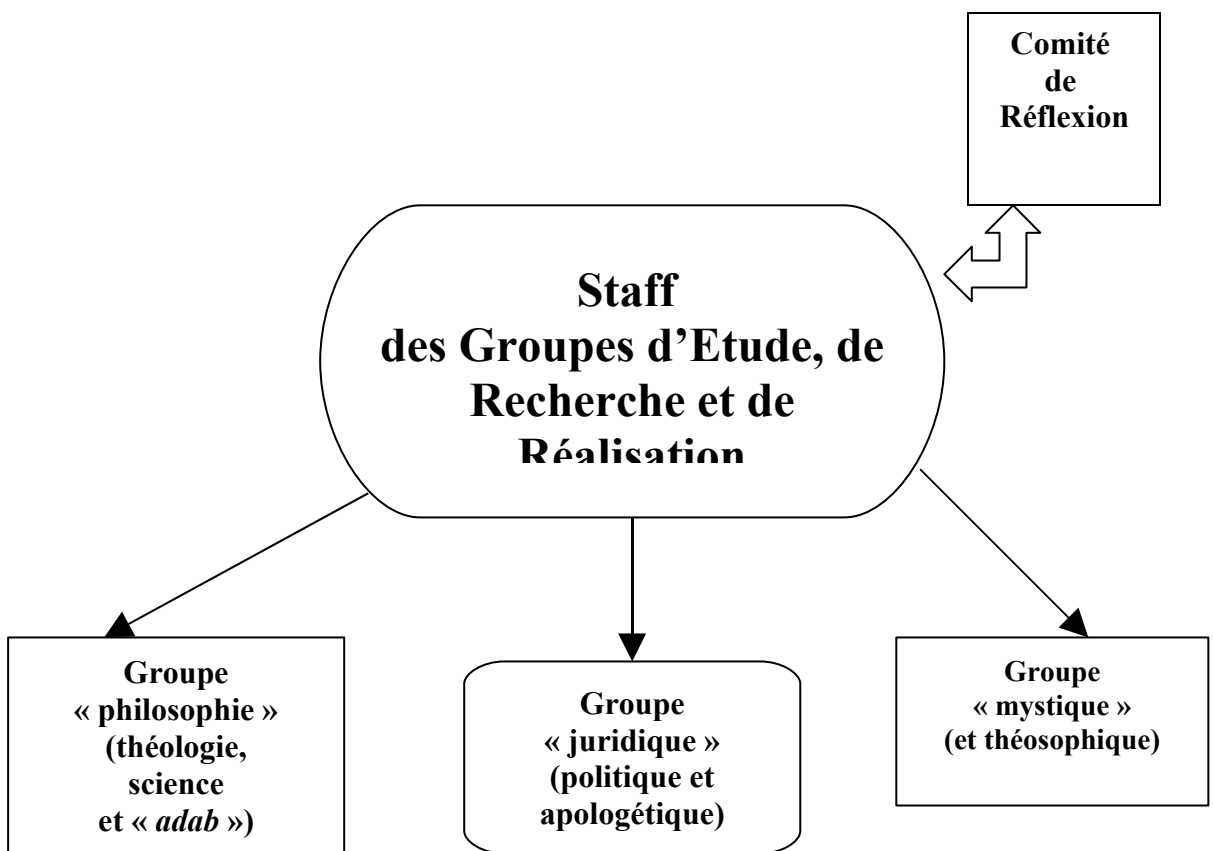 Comité
de
Réflexion
Staff
des Groupes d’Etude, de
Recherche et de
Réalisation
Groupe
« philosophie »
(théologie,
science
et « adab »)
Groupe
« juridique »
(politique et
apologétique)
Groupe
« mystique »
(et théosophique)